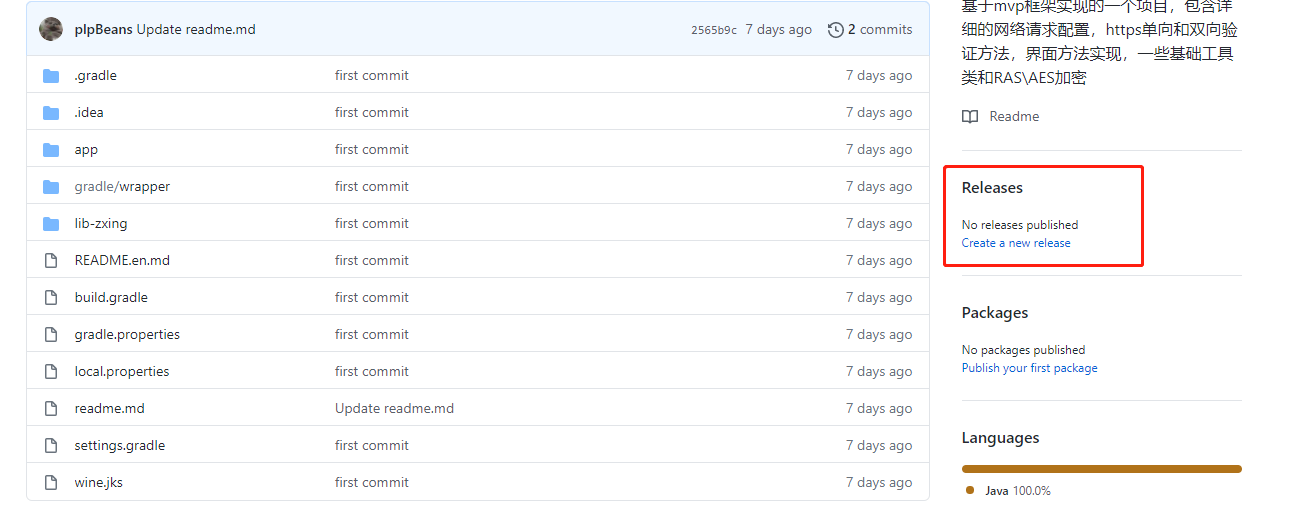 plpBeans Update readme.md 2565b9c 7 days ago 2 commits
.gradle first commit 7 days ago
.idea first commit 7 days ago
app first commit 7 days ago
gradle/wrapper first commit 7 days ago
lib-zxing first commit 7 days ago
README.en.md first commit 7 days ago
build.gradle first commit 7 days ago
gradle.properties first commit 7 days ago
local.properties first commit 7 days ago
readme.md Update readme.md 7 days ago
settings.gradle first commit 7 days ago
wine.jks first commit 7 days ago
基于mvp框架实现的一个项目，包含详
细的网络请求配置，https单向和双向验
证方法，界面方法实现，一些基础工具
类和RAS\AES加密
Readme
Releases
No releases published
Create a new release
Packages
No packages published
Publish your first package
Languages
Java 100.0%